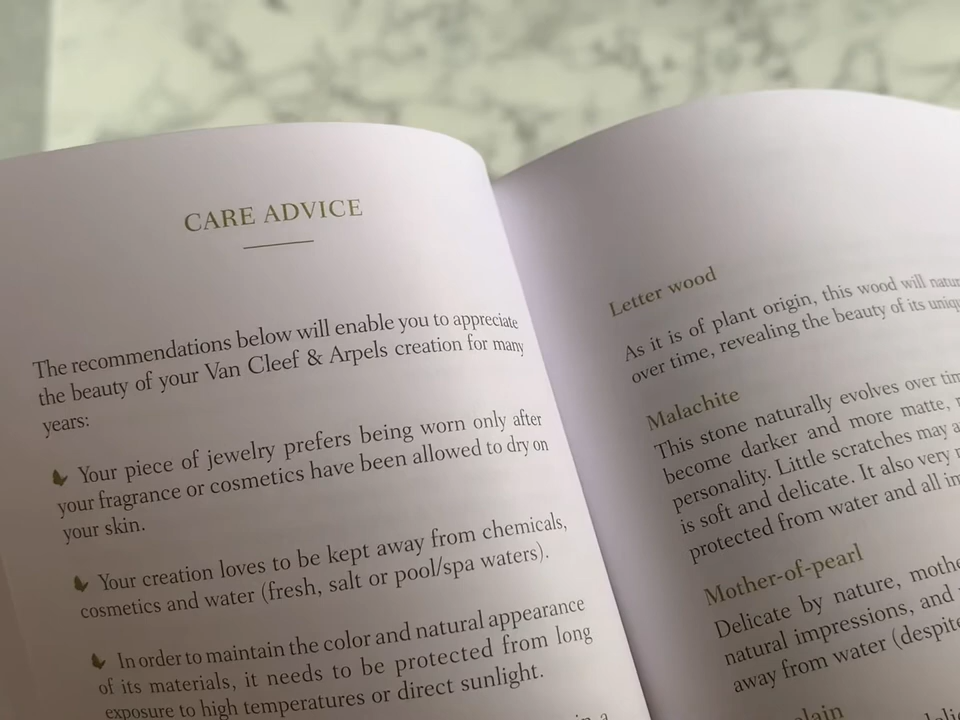 CARE ADVICE
The recommendations below will enable you to appreciate
the beauty of your Van Cleef & Arpels creation for many
years:
Your piece of jewelry prefers being worn only after
your fragrance or cosmetics have been allowed to dry on
your skin.
Your creation loves to be kept away from chemicals,
cosmetics and water (fresh, salt or pool/spa waters).
In order to maintain the color and natural appearance
of its materials, it needs to be protected from long
exposure to high temperatures or direct sunlight.
Letter wood
As it is of plant origin, this wood will
over time, revealing the beauty of its
Malachite
This stone naturally evolves over
become darker and more matte,
personality. Little scratches may
is soft and delicate. It also very
protected from water and all
Mother-of-pearl
Delicate by nature,
natural impressions, and
away from water (despite